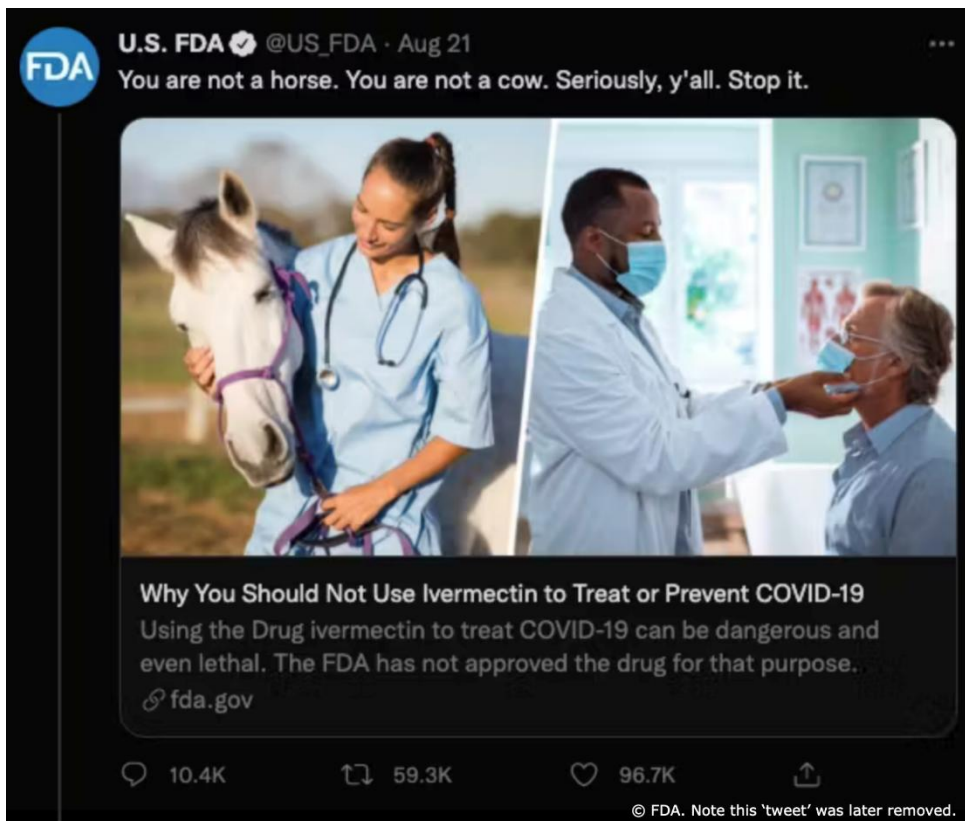 FDA
U.S. FDA @US_FDA · Aug 21
You are not a horse. You are not a cow. Seriously, y'all. Stop it.
Why You Should Not Use Ivermectin to Treat or Prevent COVID-19
Using the Drug ivermectin to treat COVID-19 can be dangerous and
even lethal. The FDA has not approved the drug for that purpose.
fda.gov
10.4K 59.3K 96.7K
© FDA. Note this ‘tweet’ was later removed.